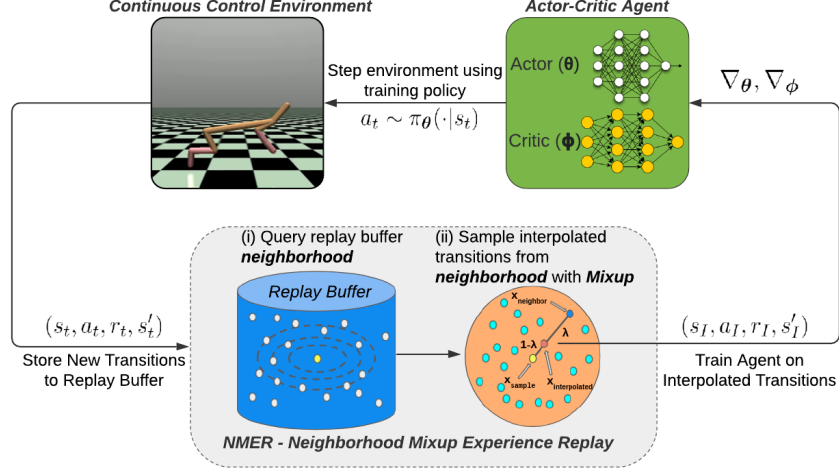 Continuous Control Environment
Actor-Critic Agent
Actor (θ)
Critic (ϕ)
Step environment using
training policy
a_t ∼ π_θ(·|s_t)
∇_θ, ∇_ϕ
(i) Query replay buffer
neighborhood
(ii) Sample interpolated
transitions from
neighborhood with Mixup
Replay Buffer
x_neighbor
λ
1-λ
x_sample
x_interpolated
(s_t, a_t, r_t, s'_t)
Store New Transitions
to Replay Buffer
(s_I, a_I, r_I, s'_I)
Train Agent on
Interpolated Transitions
NMER - Neighborhood Mixup Experience Replay